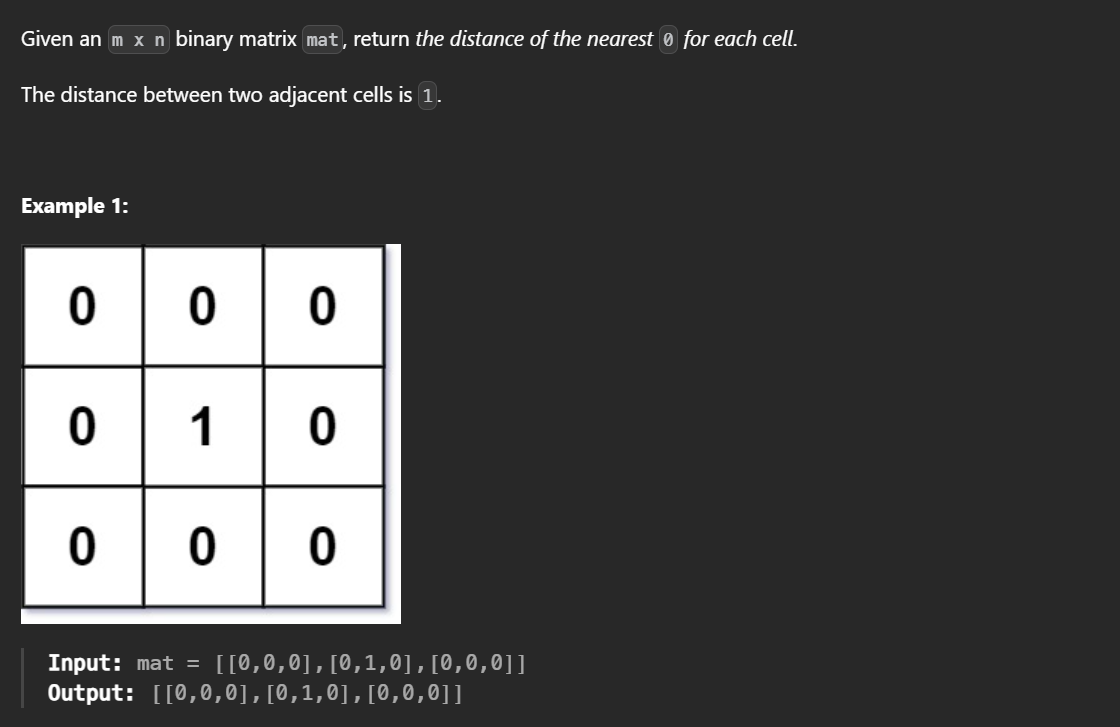 Given an m x n binary matrix mat, return the distance of the nearest 0 for each cell.
The distance between two adjacent cells is 1.
Example 1:
0 0 0
0 1 0
0 0 0
Input: mat = [[0,0,0],[0,1,0],[0,0,0]]
Output: [[0,0,0],[0,1,0],[0,0,0]]